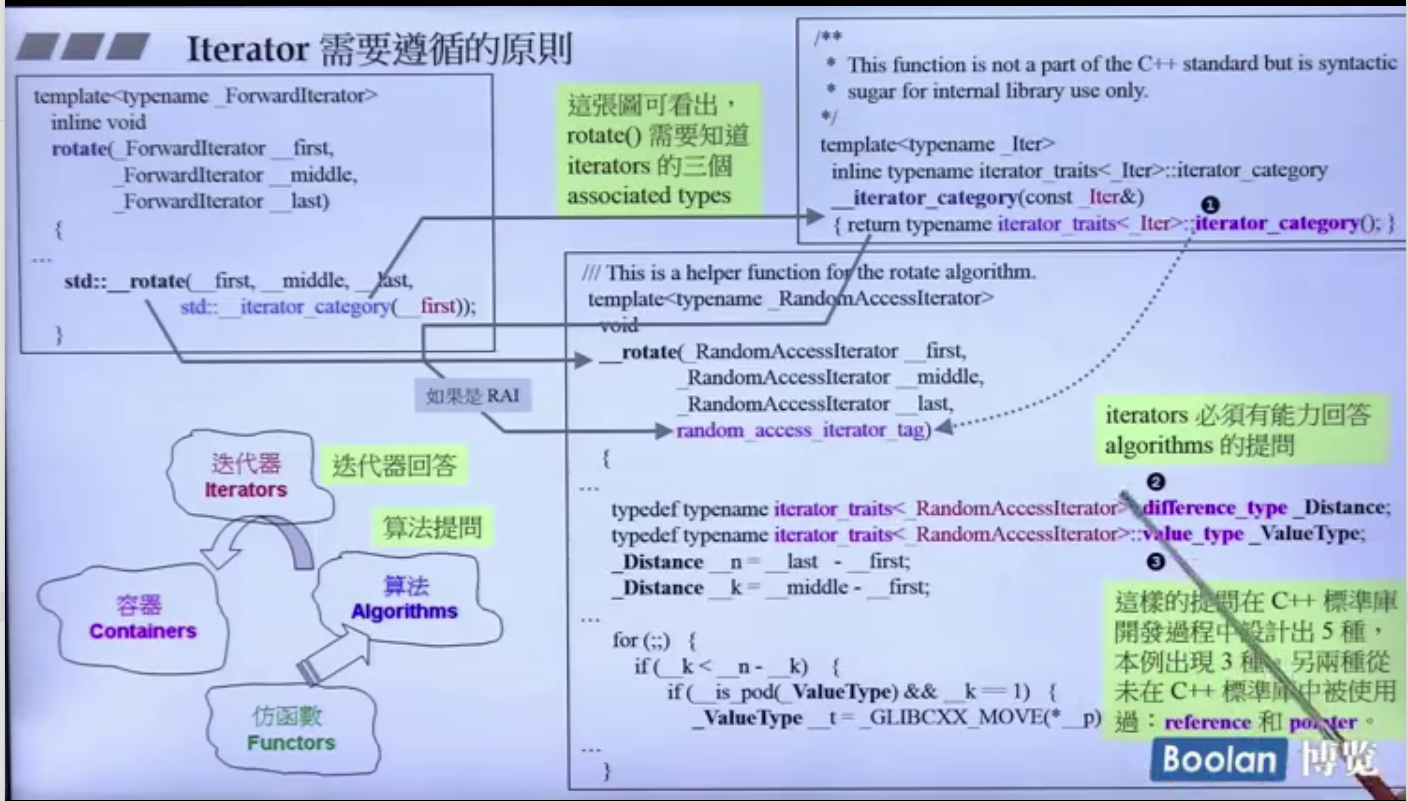 Iterator 需要遵循的原則
template<typename _ForwardIterator>
inline void
rotate(_ForwardIterator __first,
_ForwardIterator __middle,
_ForwardIterator __last)
{
...
std::__rotate(__first, __middle, __last,
std::__iterator_category(__first));
}
這張圖可看出，
rotate() 需要知道
iterators 的三個
associated types
/**
* This function is not a part of the C++ standard but is syntactic
* sugar for internal library use only.
*/
template<typename _Iter>
inline typename iterator_traits<_Iter>::iterator_category
__iterator_category(const _Iter&)
❶
{ return typename iterator_traits<_Iter>::iterator_category(); }
/// This is a helper function for the rotate algorithm.
template<typename _RandomAccessIterator>
void
__rotate(_RandomAccessIterator __first,
_RandomAccessIterator __middle,
_RandomAccessIterator __last,
random_access_iterator_tag)
{
...
❷
typedef typename iterator_traits<_RandomAccessIterator>::difference_type _Distance;
typedef typename iterator_traits<_RandomAccessIterator>::value_type _ValueType;
❸
_Distance __n = __last - __first;
_Distance __k = __middle - __first;
...
for (;;) {
if (__k < __n - __k) {
if (__is_pod(_ValueType) && __k == 1) {
_ValueType __t = _GLIBCXX_MOVE(*__p)
...
}
如果是 RAI
iterators 必須有能力回答
algorithms 的提問
這樣的提問在 C++ 標準庫
開發過程中設計出 5 種，
本例出現 3 種。另兩種從
未在 C++ 標準庫中被使用
過：reference 和 pointer。
迭代器
Iterators
迭代器回答
算法提問
算法
Algorithms
容器
Containers
仿函數
Functors
Boolan 博览